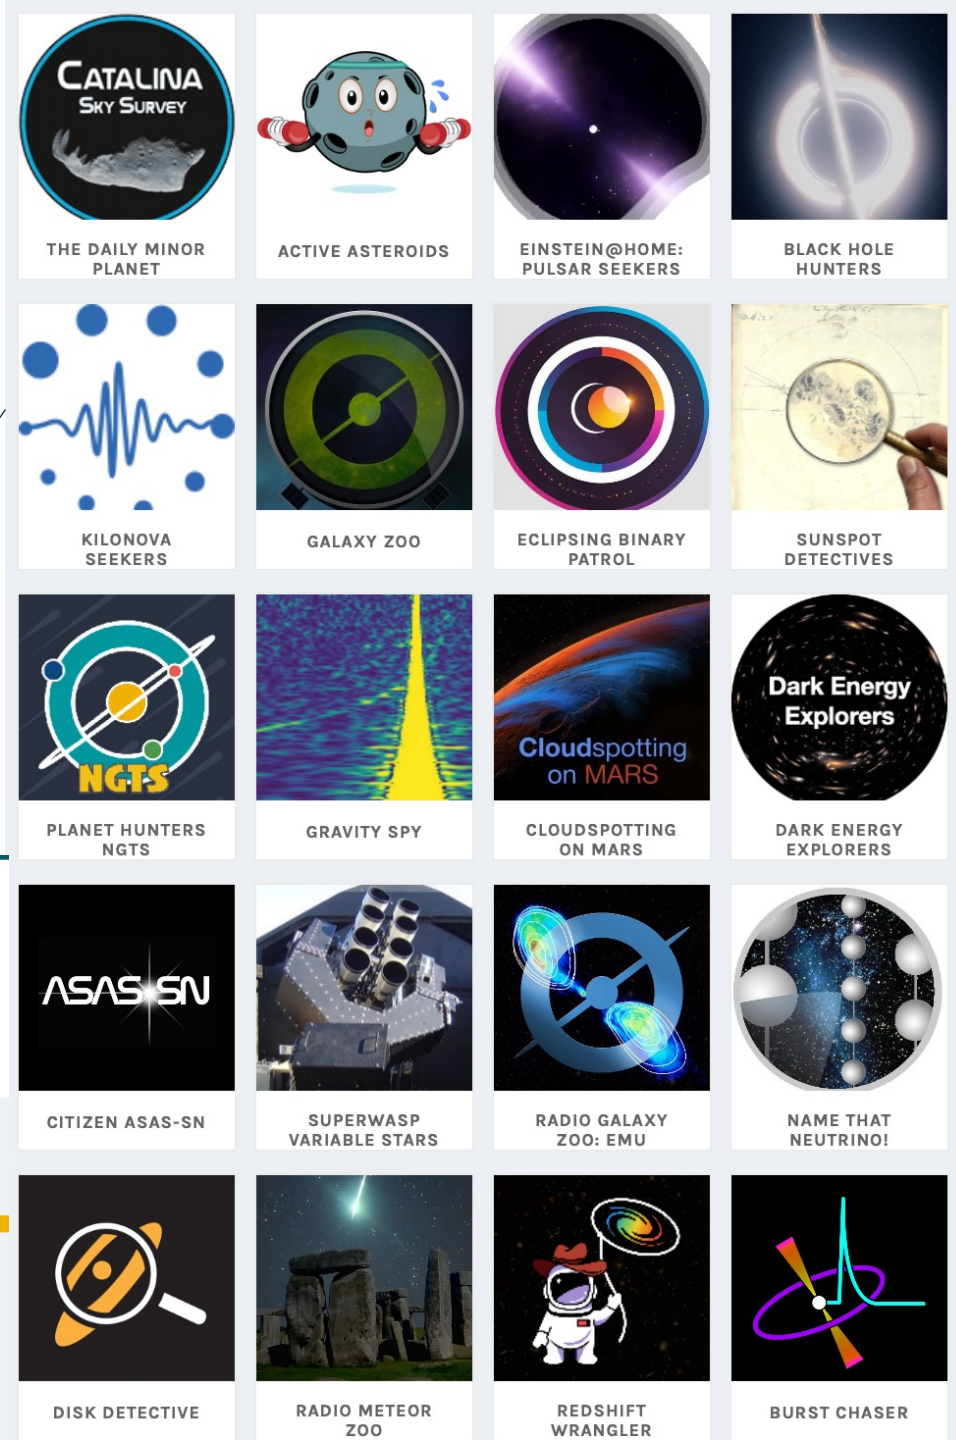 CATALINA
SKY SURVEY
THE DAILY MINOR
PLANET
ACTIVE ASTEROIDS
EINSTEIN@HOME:
PULSAR SEEKERS
BLACK HOLE
HUNTERS
KILONOVA
SEEKERS
GALAXY ZOO
ECLIPSING BINARY
PATROL
SUNSPOT
DETECTIVES
NGTS
PLANET HUNTERS
NGTS
GRAVITY SPY
Cloudspotting
on MARS
CLOUDSPOTTING
ON MARS
Dark Energy
Explorers
DARK ENERGY
EXPLORERS
ASAS-SN
CITIZEN ASAS-SN
SUPERWASP
VARIABLE STARS
RADIO GALAXY
ZOO: EMU
NAME THAT
NEUTRINO!
DISK DETECTIVE
RADIO METEOR
ZOO
REDSHIFT
WRANGLER
BURST CHASER